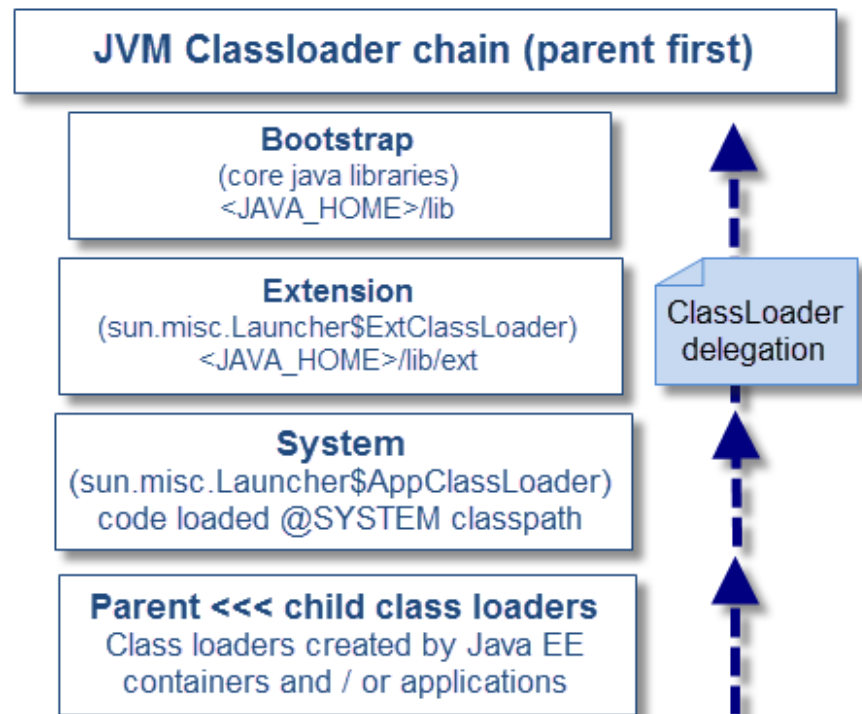 JVM Classloader chain (parent first)
Bootstrap
(core java libraries)
<JAVA_HOME>/lib
Extension
(sun.misc.Launcher$ExtClassLoader)
<JAVA_HOME>/lib/ext
ClassLoader
delegation
System
(sun.misc.Launcher$AppClassLoader)
code loaded @SYSTEM classpath
Parent <<< child class loaders
Class loaders created by Java EE
containers and / or applications